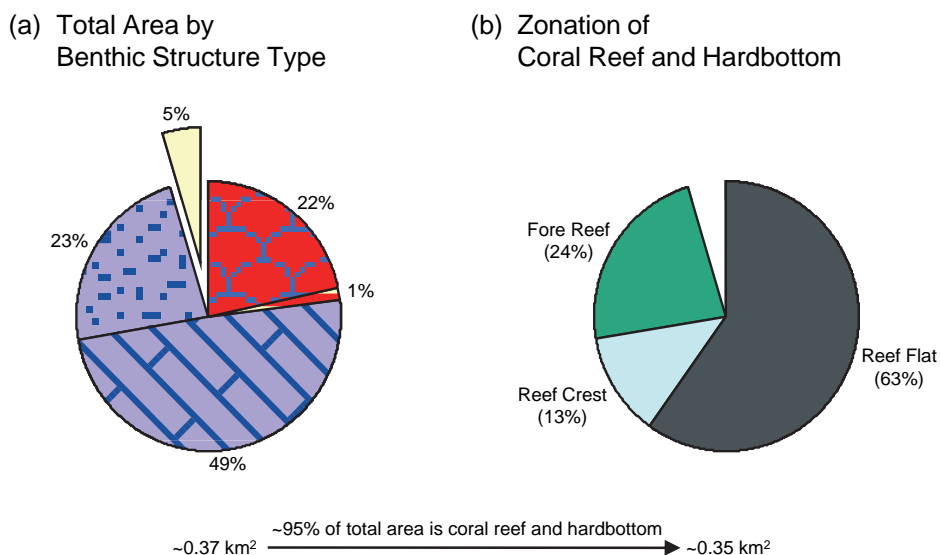 (a) Total Area by
Benthic Structure Type
5%
22%
23%
1%
49%
(b) Zonation of
Coral Reef and Hardbottom
Fore Reef
(24%)
Reef Flat
(63%)
Reef Crest
(13%)
~95% of total area is coral reef and hardbottom
~0.37 km²
~0.35 km²